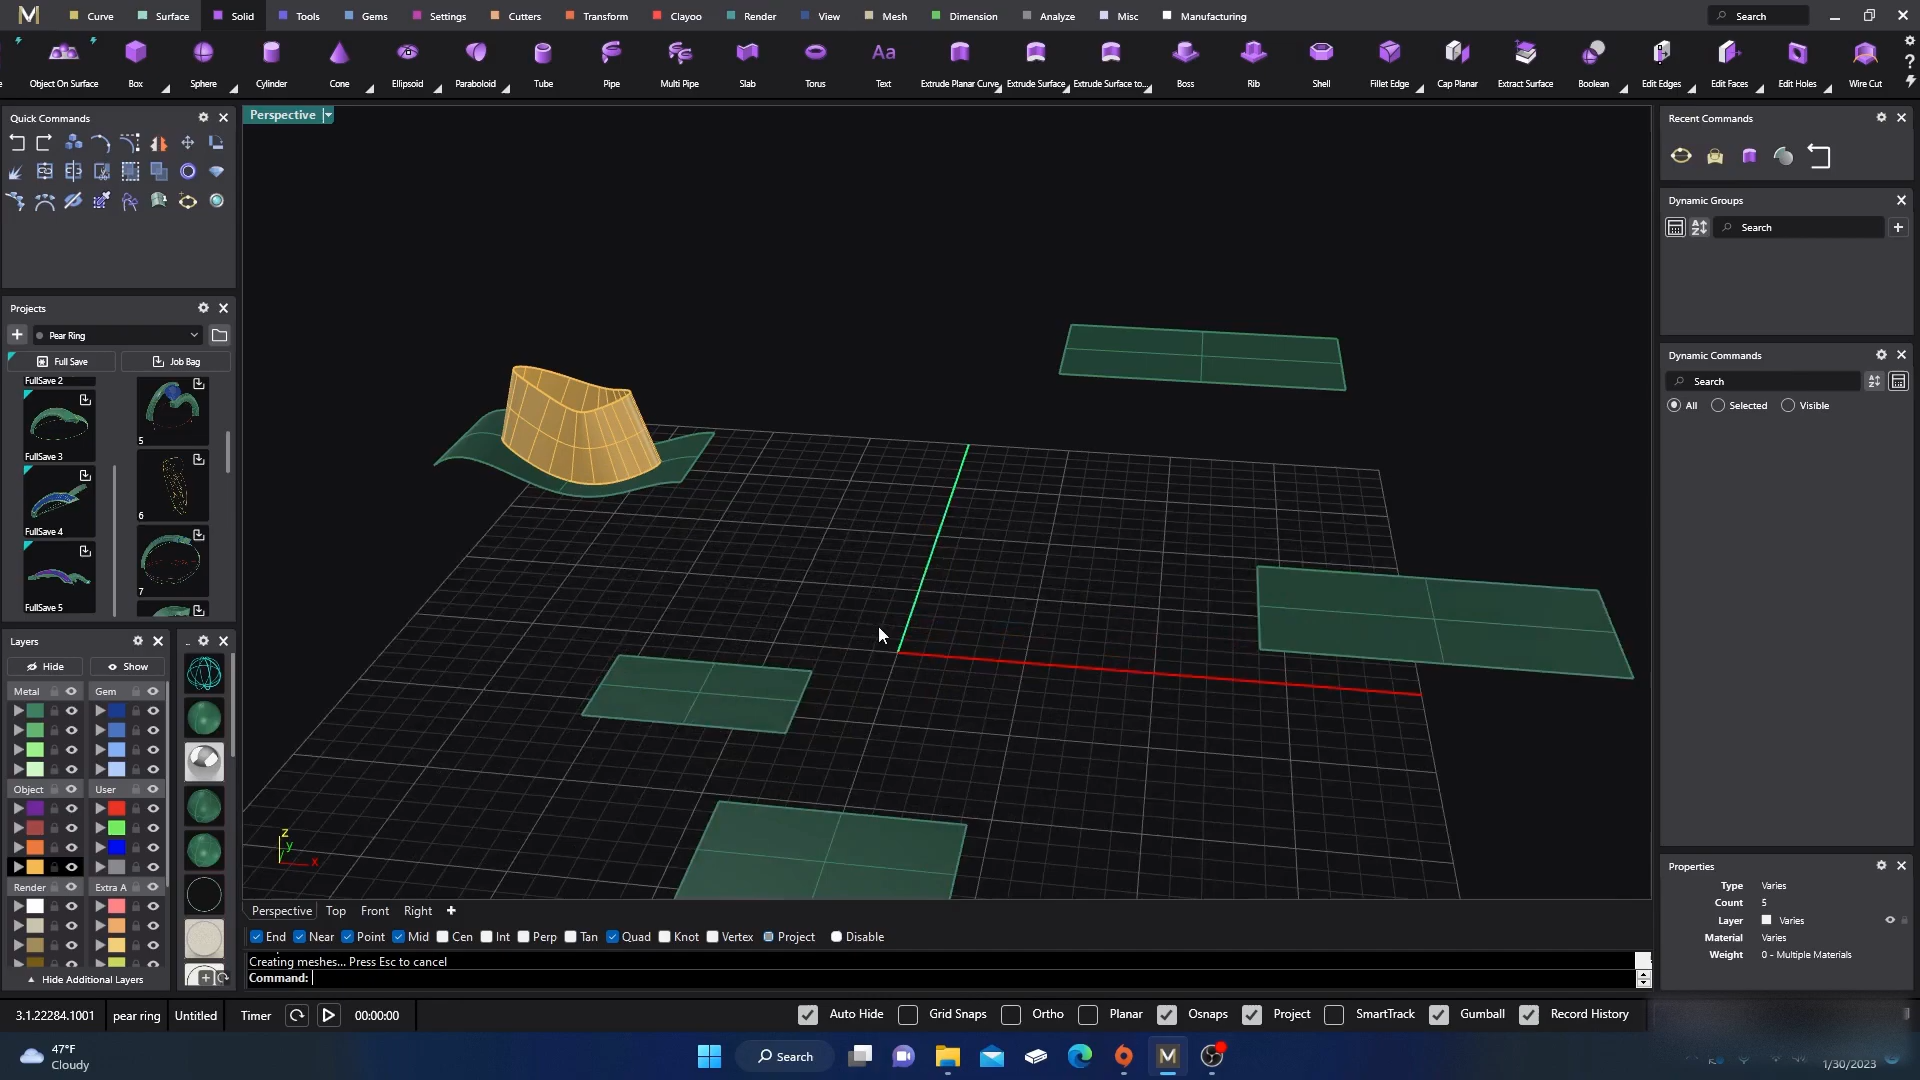 Curve Surface Solid Tools Gems Settings Cutters Transform Clayoo Render View Mesh Dimension Analyze Misc Manufacturing Search
Object On Surface Box Sphere Cylinder Cone Ellipsoid Paraboloid Tube Pipe Multi Pipe Slab Torus Text Extrude Planar Curve Extrude Surface Extrude Surface to... Boss Rib Shell Fillet Edge Cap Planar Extract Surface Boolean Edit Edges Edit Faces Edit Holes Wire Cut
Quick Commands
Perspective
Recent Commands
Dynamic Groups
Search
Projects
Pear Ring
Full Save Job Bag
FullSave 2
5
FullSave 3
6
FullSave 4
7
FullSave 5
Dynamic Commands
Search
All Selected Visible
Layers
Hide Show
Metal Gem
Object User
Render Extra A
Hide Additional Layers
z
y
x
Properties
Type Varies
Count 5
Layer Varies
Material Varies
Weight 0 - Multiple Materials
Perspective Top Front Right
End Near Point Mid Cen Int Perp Tan Quad Knot Vertex Project Disable
Creating meshes... Press Esc to cancel
Command:
3.1.22284.1001 pear ring Untitled Timer 00:00:00 Auto Hide Grid Snaps Ortho Planar Osnaps Project SmartTrack Gumball Record History
47°F
Cloudy
Search
1/30/2023